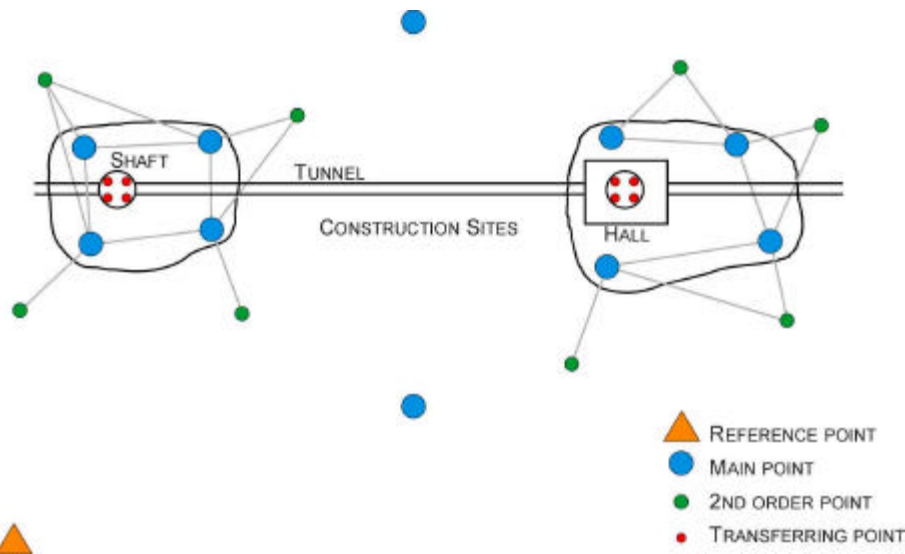 SHAFT
TUNNEL
CONSTRUCTION SITES
HALL
REFERENCE POINT
MAIN POINT
2ND ORDER POINT
TRANSFERRING POINT